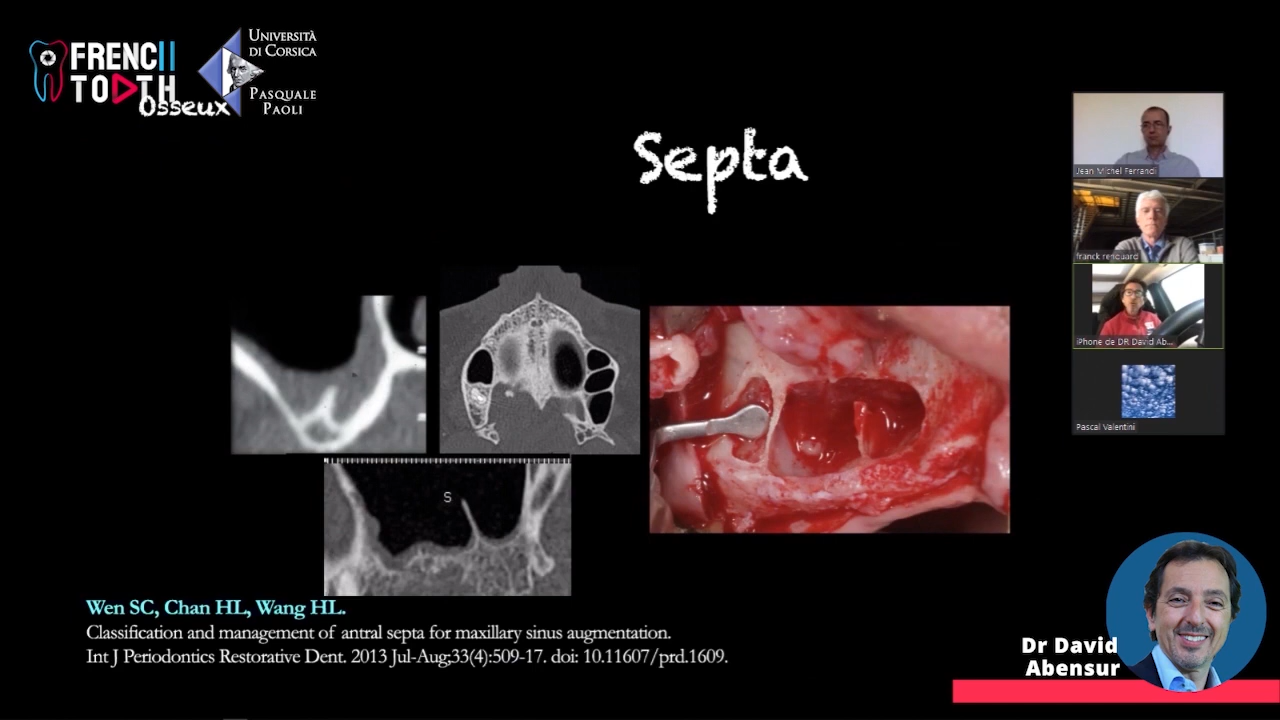 FRENCH
TOOTH
Osseux
UNIVERSITÀ
DI CORSICA
PASQUALE
PAOLI
Septa
Jean Michel Ferrandi
franck renouard
iPhone de DR David Ab...
Pascal Valentini
S
Wen SC, Chan HL, Wang HL.
Classification and management of antral septa for maxillary sinus augmentation.
Int J Periodontics Restorative Dent. 2013 Jul-Aug;33(4):509-17. doi: 10.11607/prd.1609.
Dr David
Abensur